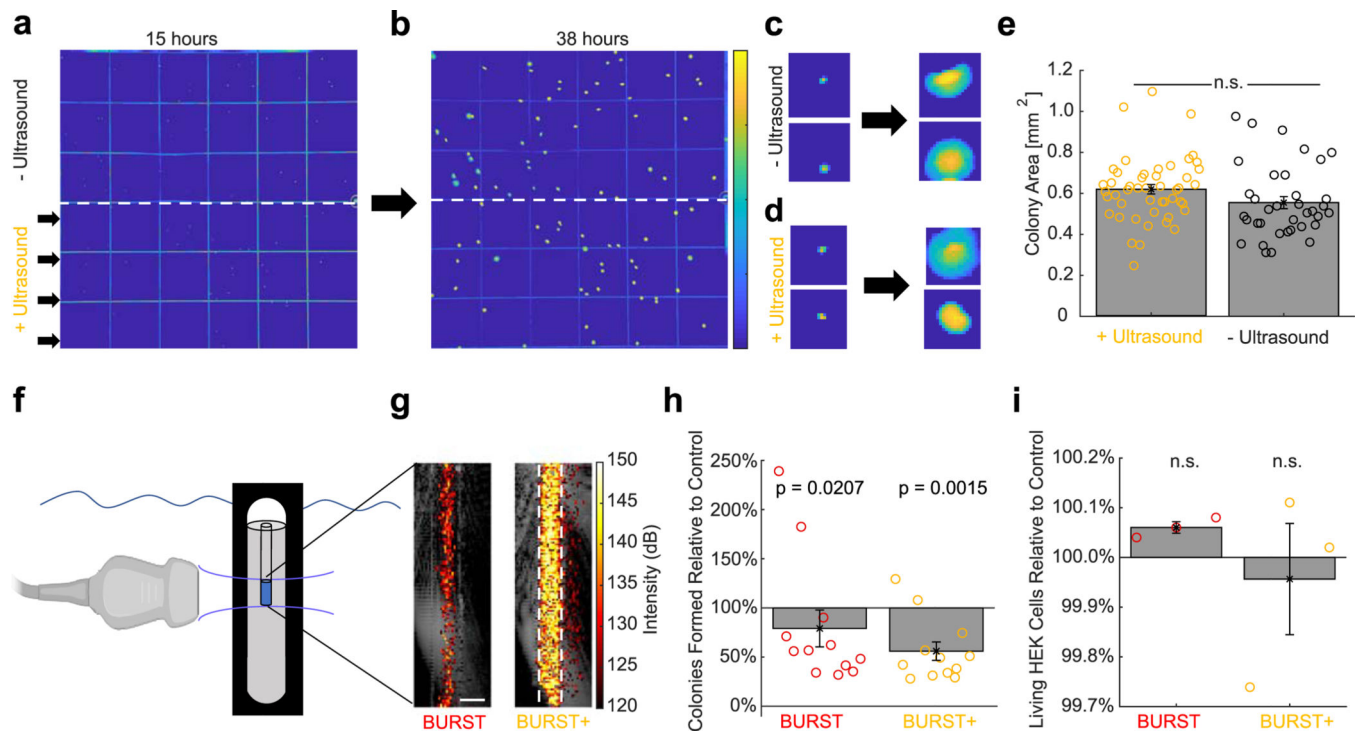 a
15 hours
- Ultrasound
+ Ultrasound
b
38 hours
c
- Ultrasound
d
+ Ultrasound
e
Colony Area [mm²]
1.2
1.0
0.8
0.6
0.4
0.2
0
n.s.
+ Ultrasound
- Ultrasound
f
g
BURST
BURST+
150
145
140
135
130
125
120
Intensity (dB)
h
Colonies Formed Relative to Control
250%
200%
150%
100%
50%
0%
p = 0.0207
p = 0.0015
BURST
BURST+
i
Living HEK Cells Relative to Control
100.2%
100.1%
100.0%
99.9%
99.8%
99.7%
n.s.
n.s.
BURST
BURST+